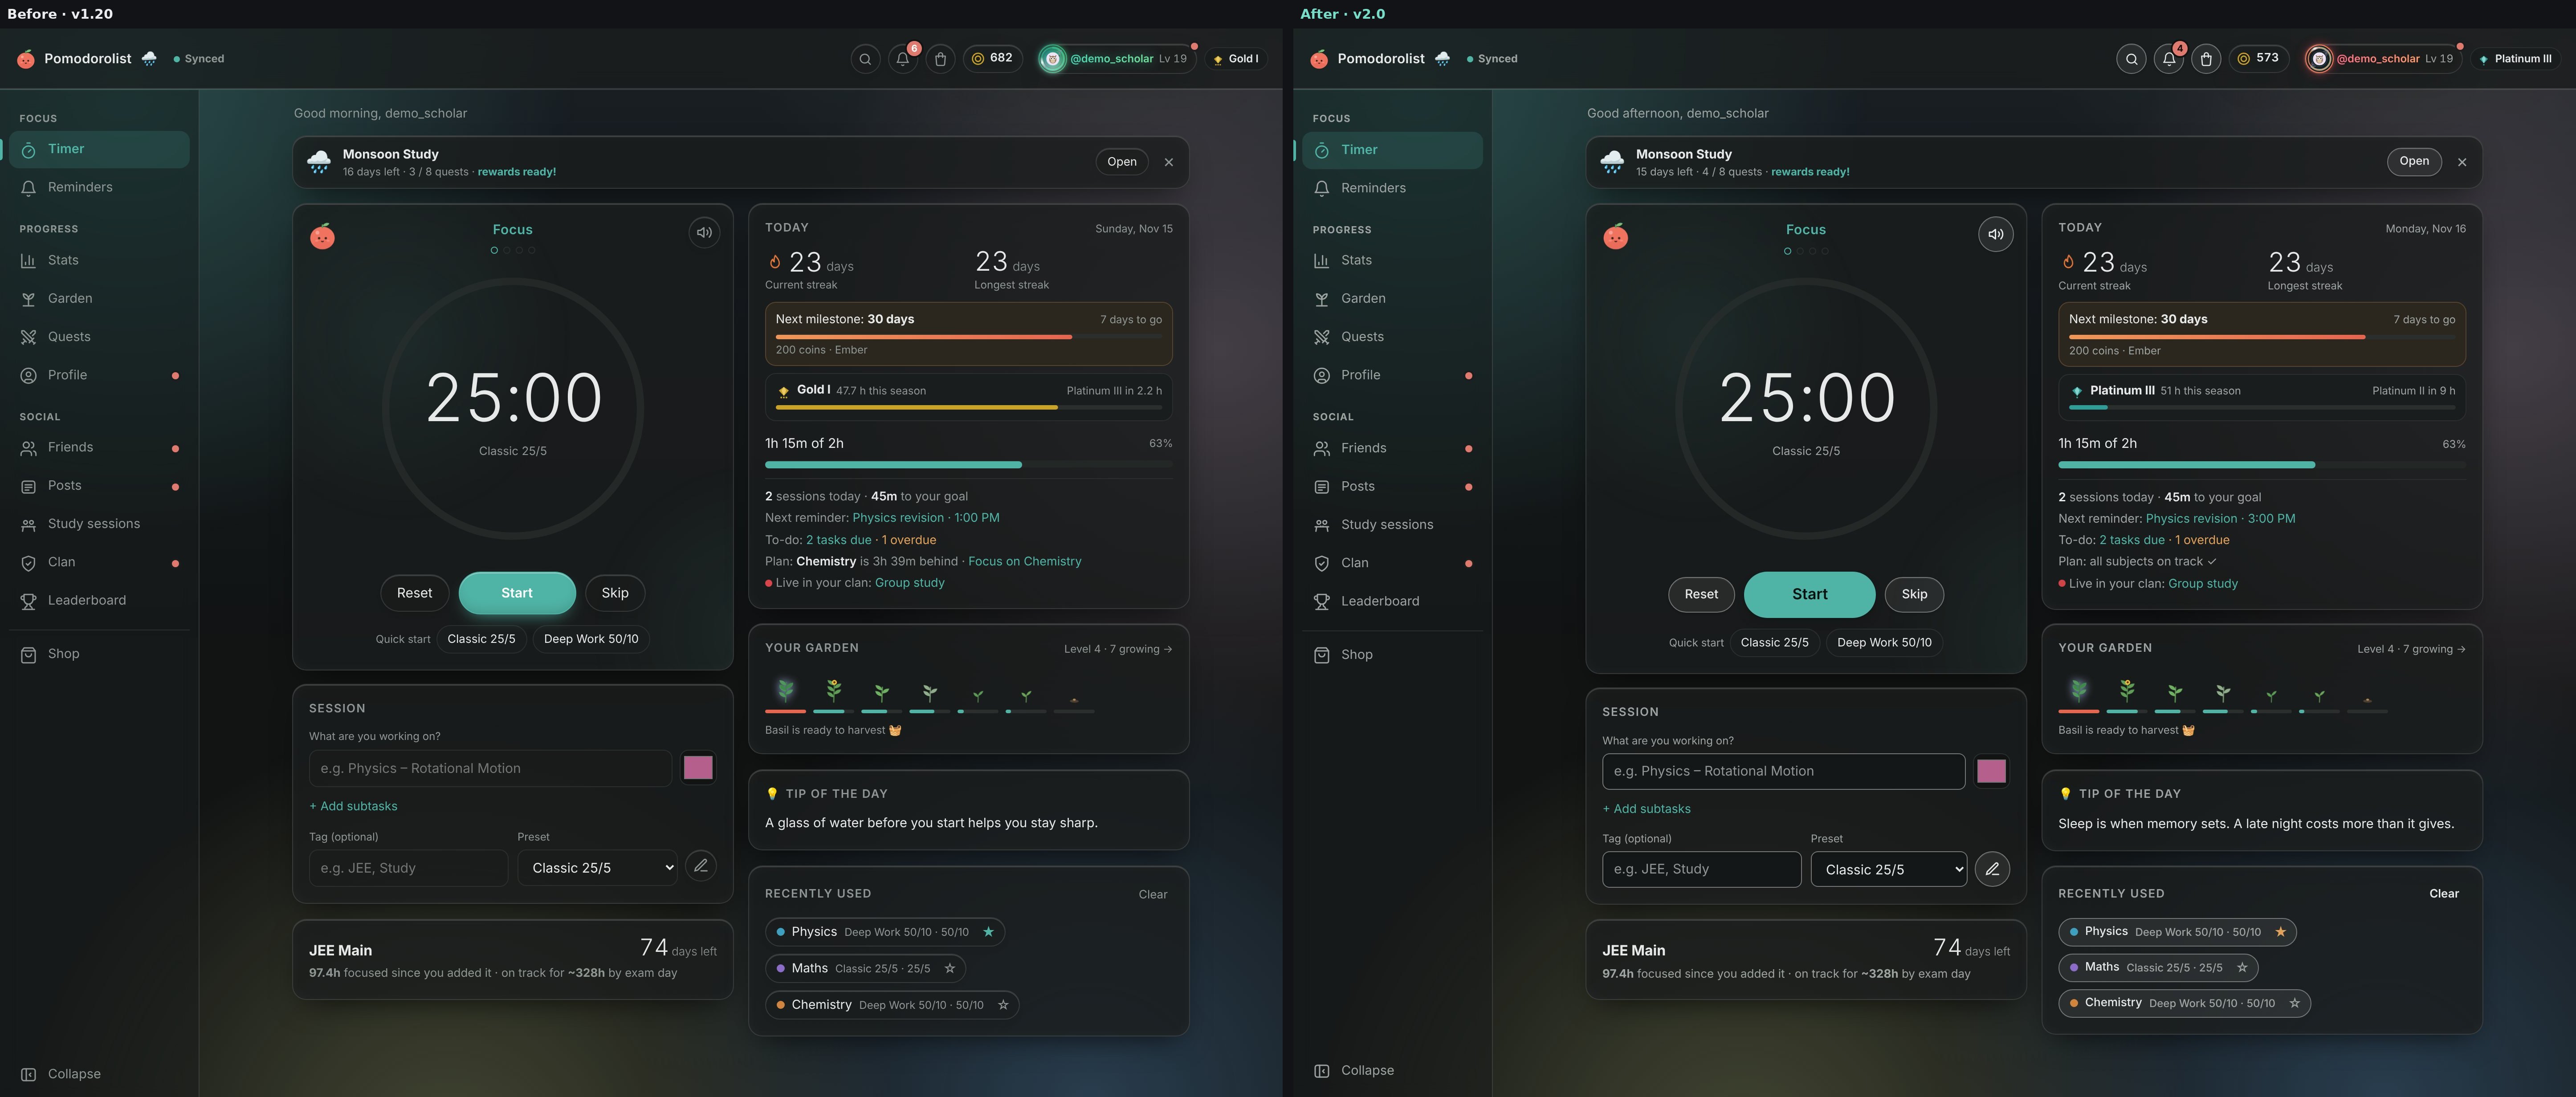 Before · v1.20
Pomodorolist
Synced
6
682
@demo_scholar Lv 19
Gold I
FOCUS
Timer
Reminders
PROGRESS
Stats
Garden
Quests
Profile
SOCIAL
Friends
Posts
Study sessions
Clan
Leaderboard
Shop
Collapse
Good morning, demo_scholar
Monsoon Study
16 days left · 3 / 8 quests · rewards ready!
Open
Focus
25:00
Classic 25/5
Reset
Start
Skip
Quick start
Classic 25/5
Deep Work 50/10
SESSION
What are you working on?
e.g. Physics – Rotational Motion
+ Add subtasks
Tag (optional)
Preset
e.g. JEE, Study
Classic 25/5
JEE Main
74 days left
97.4h focused since you added it · on track for ~328h by exam day
TODAY
Sunday, Nov 15
23 days
Current streak
23 days
Longest streak
Next milestone: 30 days
7 days to go
200 coins · Ember
Gold I 47.7 h this season
Platinum III in 2.2 h
1h 15m of 2h
63%
2 sessions today · 45m to your goal
Next reminder: Physics revision · 1:00 PM
To-do: 2 tasks due · 1 overdue
Plan: Chemistry is 3h 39m behind · Focus on Chemistry
Live in your clan: Group study
YOUR GARDEN
Level 4 · 7 growing →
Basil is ready to harvest
TIP OF THE DAY
A glass of water before you start helps you stay sharp.
RECENTLY USED
Clear
Physics Deep Work 50/10 · 50/10 ★
Maths Classic 25/5 · 25/5 ☆
Chemistry Deep Work 50/10 · 50/10 ☆
After · v2.0
Pomodorolist
Synced
4
573
@demo_scholar Lv 19
Platinum III
FOCUS
Timer
Reminders
PROGRESS
Stats
Garden
Quests
Profile
SOCIAL
Friends
Posts
Study sessions
Clan
Leaderboard
Shop
Collapse
Good afternoon, demo_scholar
Monsoon Study
15 days left · 4 / 8 quests · rewards ready!
Open
Focus
25:00
Classic 25/5
Reset
Start
Skip
Quick start
Classic 25/5
Deep Work 50/10
SESSION
What are you working on?
e.g. Physics – Rotational Motion
+ Add subtasks
Tag (optional)
Preset
e.g. JEE, Study
Classic 25/5
JEE Main
74 days left
97.4h focused since you added it · on track for ~328h by exam day
TODAY
Monday, Nov 16
23 days
Current streak
23 days
Longest streak
Next milestone: 30 days
7 days to go
200 coins · Ember
Platinum III 51 h this season
Platinum II in 9 h
1h 15m of 2h
63%
2 sessions today · 45m to your goal
Next reminder: Physics revision · 3:00 PM
To-do: 2 tasks due · 1 overdue
Plan: all subjects on track ✓
Live in your clan: Group study
YOUR GARDEN
Level 4 · 7 growing →
Basil is ready to harvest
TIP OF THE DAY
Sleep is when memory sets. A late night costs more than it gives.
RECENTLY USED
Clear
Physics Deep Work 50/10 · 50/10 ★
Maths Classic 25/5 · 25/5 ☆
Chemistry Deep Work 50/10 · 50/10 ☆